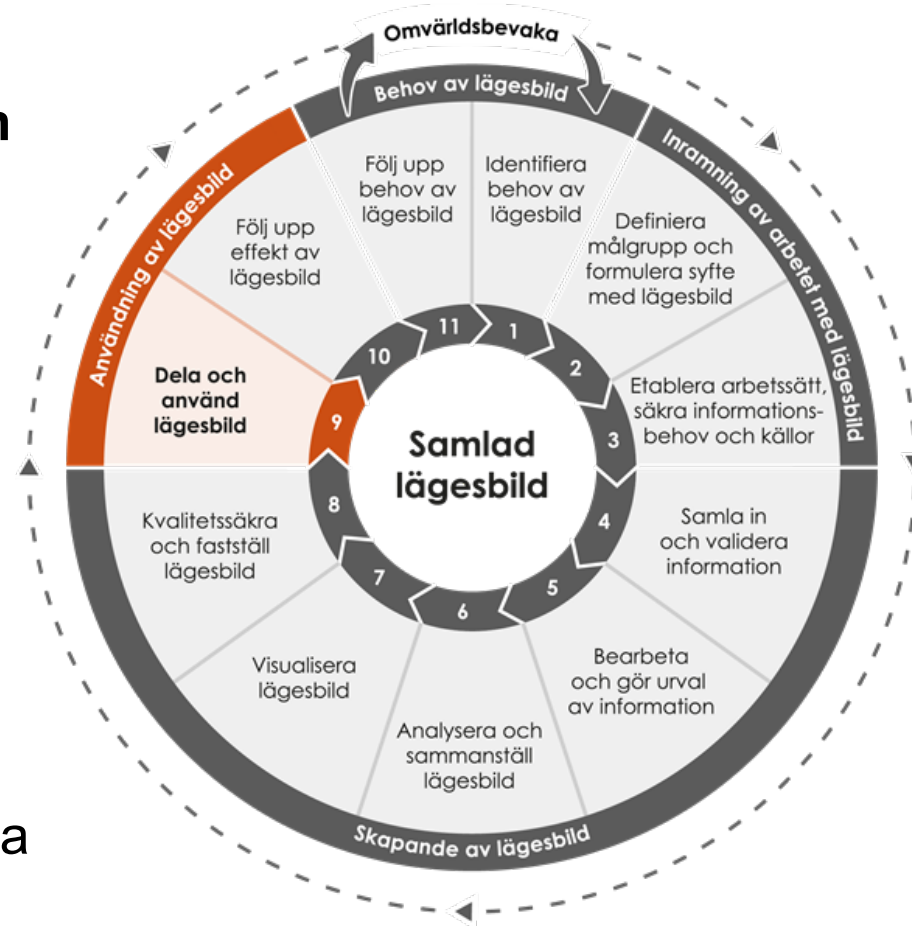 Omvärldsbevaka
Behov av lägesbild
Inramning av arbetet med lägesbild
Skapande av lägesbild
Användning av lägesbild
Identifiera
behov av
lägesbild
Definiera
målgrupp och
formulera syfte
med lägesbild
Etablera arbetssätt,
säkra informations-
behov och källor
Samla in
och validera
information
Bearbeta
och gör urval
av information
Analysera och
sammanställ
lägesbild
Visualisera
lägesbild
Kvalitetssäkra
och fastställ
lägesbild
Dela och
använd
lägesbild
Följ upp
effekt av
lägesbild
Följ upp
behov av
lägesbild
1
2
3
4
5
6
7
8
9
10
11
Samlad
lägesbild
a